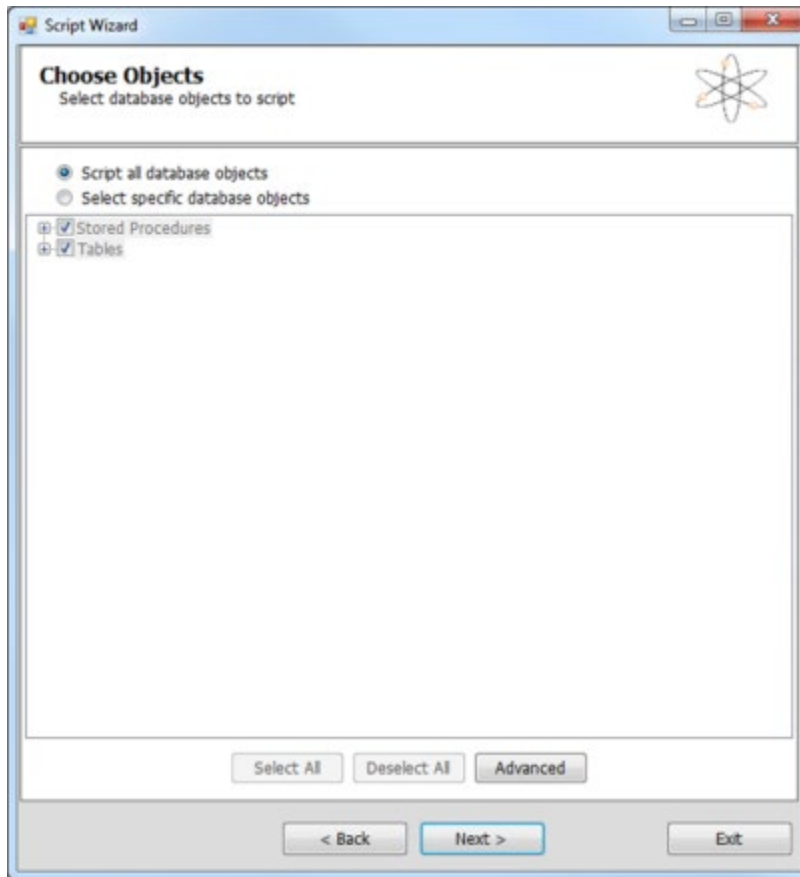 Script Wizard
Choose Objects
Select database objects to script
Script all database objects
Select specific database objects
Stored Procedures
Tables
Select All Deselect All Advanced
< Back Next > Exit